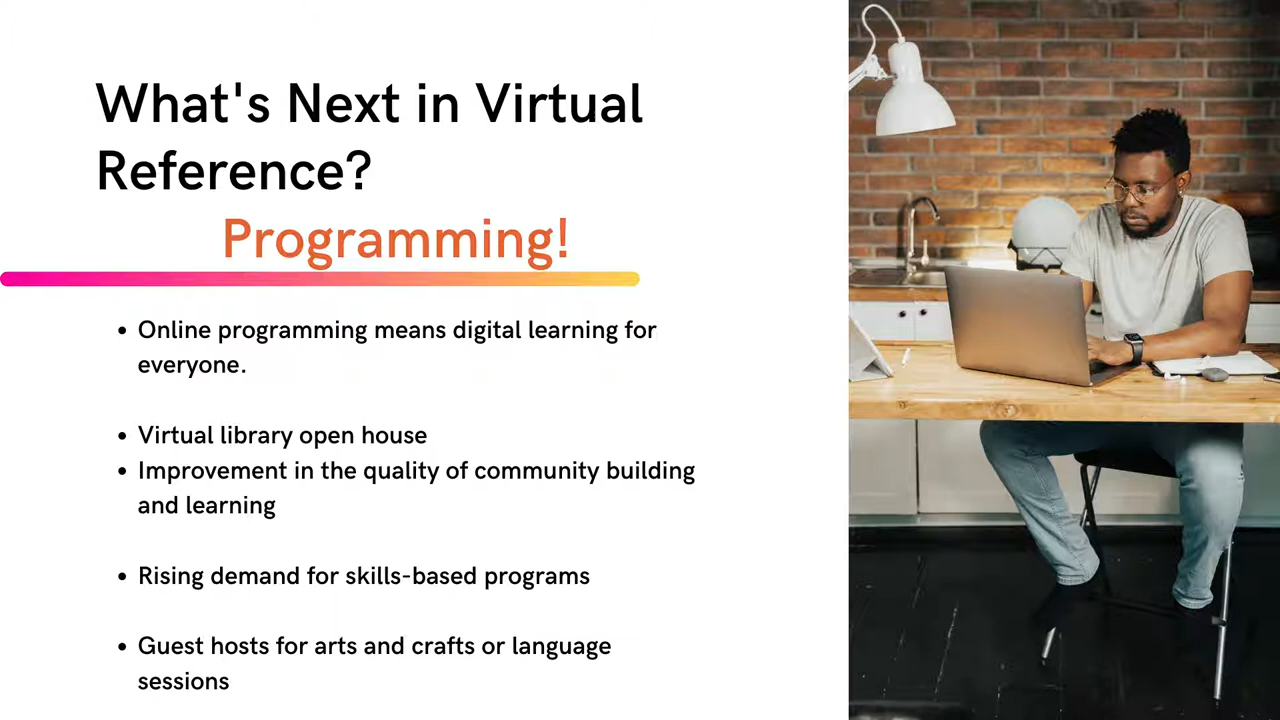 What's Next in Virtual
Reference?
Programming!
• Online programming means digital learning for
everyone.
• Virtual library open house
• Improvement in the quality of community building
and learning
• Rising demand for skills-based programs
• Guest hosts for arts and crafts or language
sessions